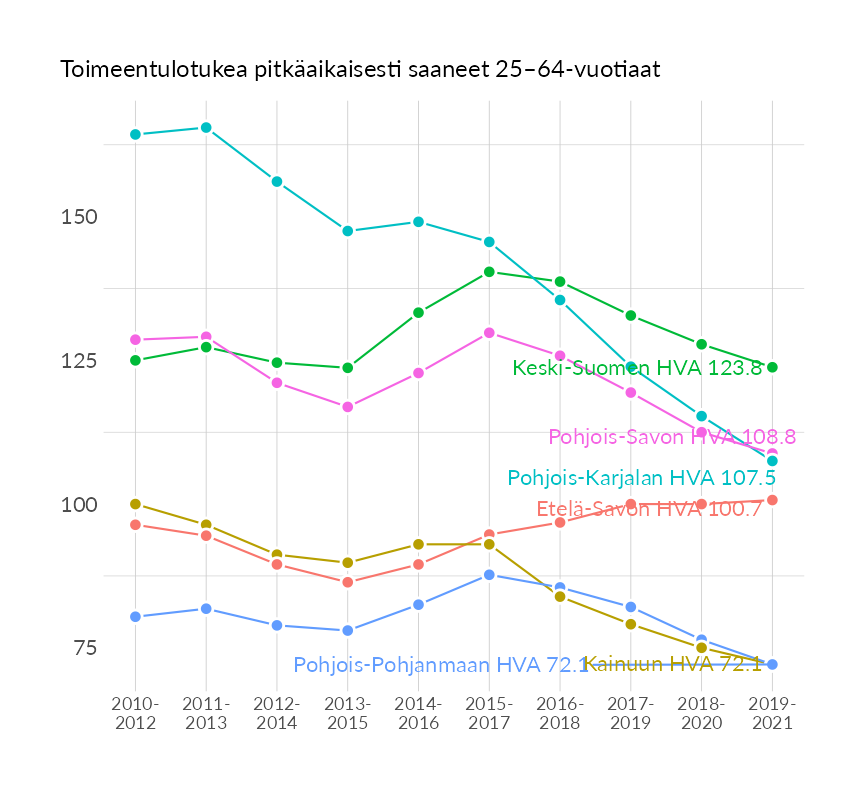 Toimeentulotukea pitkäaikaisesti saaneet 25–64-vuotiaat
150
125
100
75
Keski-Suomen HVA 123.8
Pohjois-Savon HVA 108.8
Pohjois-Karjalan HVA 107.5
Etelä-Savon HVA 100.7
Pohjois-Pohjanmaan HVA 72.1
Kainuun HVA 72.1
2010- 2011- 2012- 2013- 2014- 2015- 2016- 2017- 2018- 2019-
2012 2013 2014 2015 2016 2017 2018 2019 2020 2021